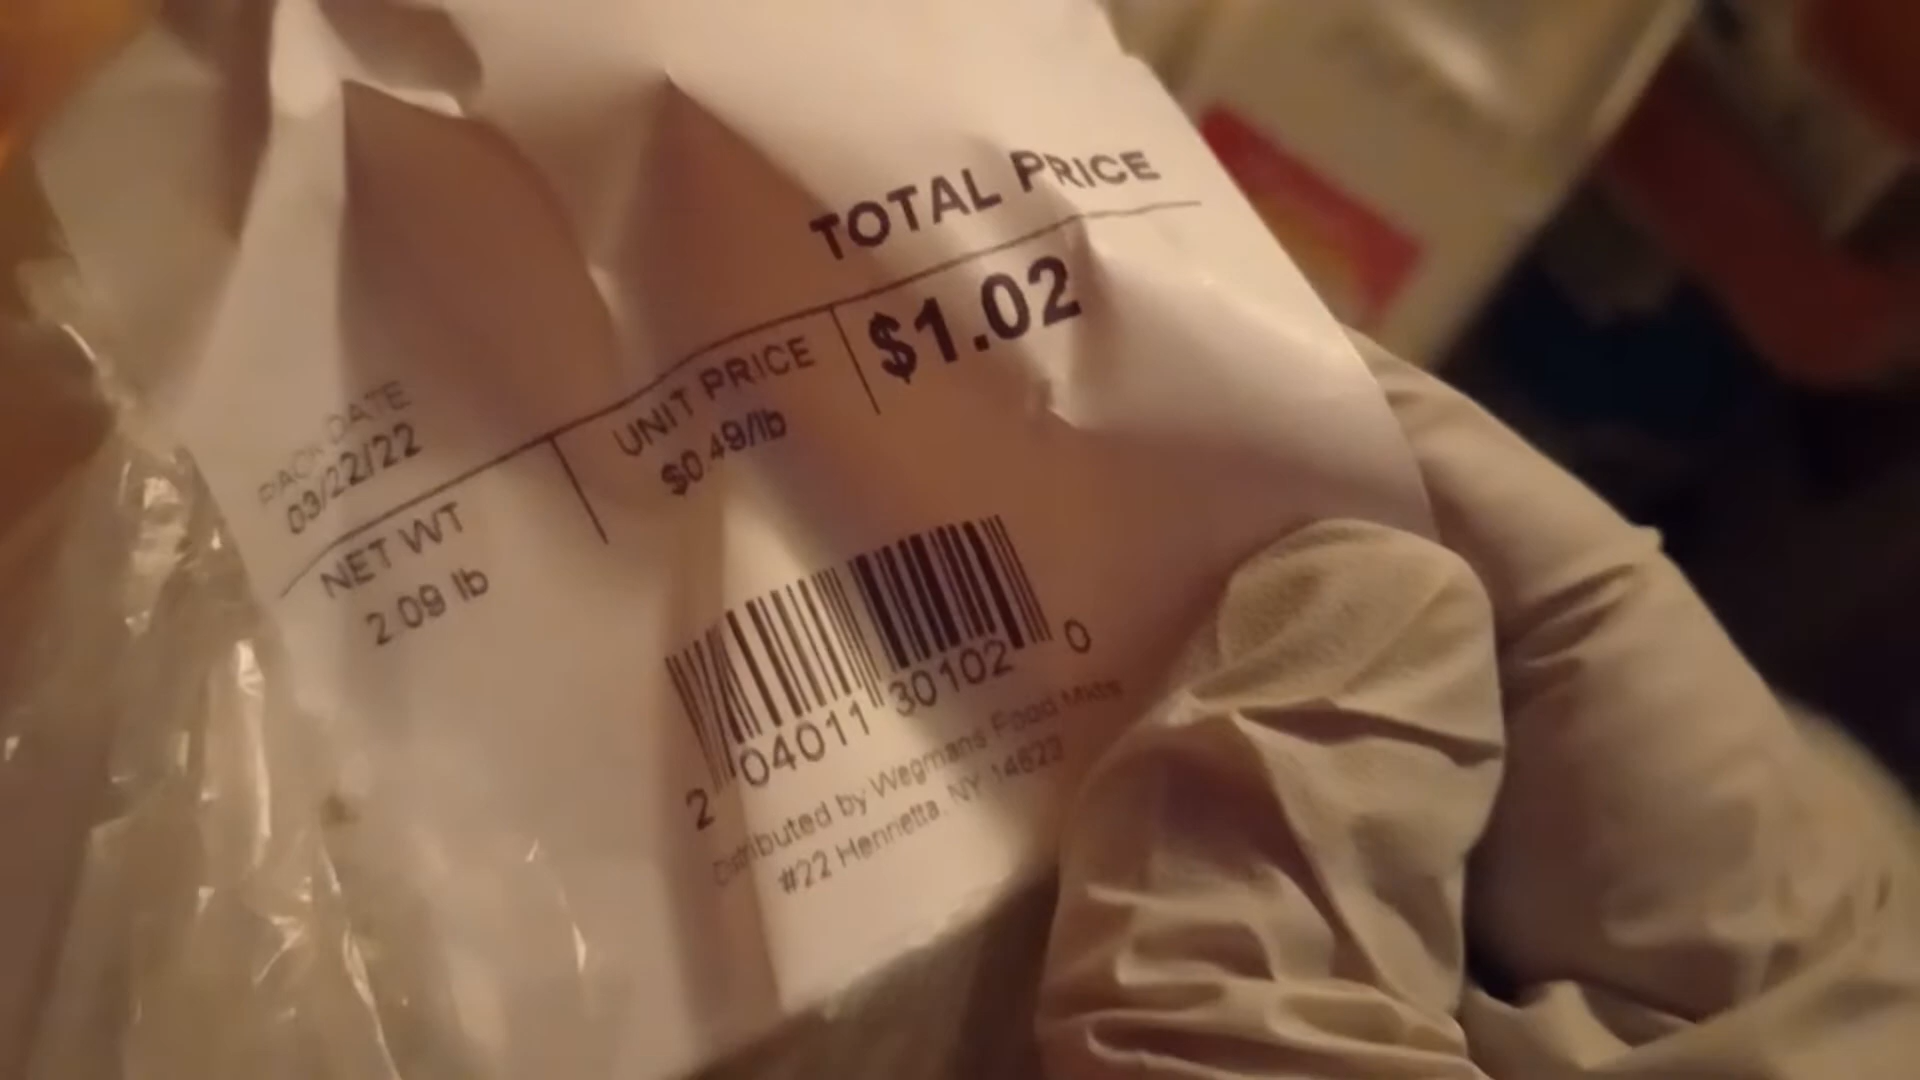 TOTAL PRICE
$1.02
UNIT PRICE
$0.49/lb
PACK DATE
03/22/22
NET WT
2.09 lb
2 04011 30102 0
Distributed by Wegmans Food Mkts
#22 Henrietta, NY 14623